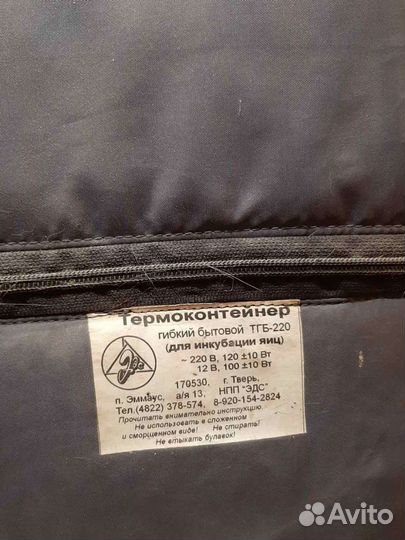 Термоконтейнер
гибкий бытовой ТГБ-220
(для инкубации яиц)
~ 220 В, 120 ±10 Вт
12 В, 100 ±10 Вт
170530, г. Тверь,
п. Эммаус, а/я 13, НПП "ЭДС"
Тел.(4822) 378-574, 8-920-154-2824
Прочитать внимательно инструкцию.
Не использовать в сложенном
и сморщенном виде! Не стирать!
Не втыкать булавок!
Avito